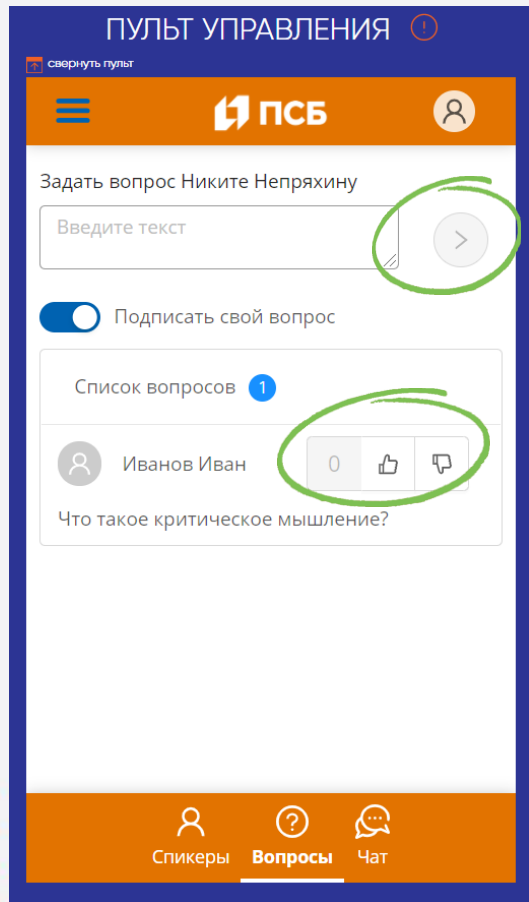 ПУЛЬТ УПРАВЛЕНИЯ
свернуть пульт
ПСБ
Задать вопрос Никите Непряхину
Введите текст
Подписать свой вопрос
Список вопросов 1
Иванов Иван 0
Что такое критическое мышление?
Спикеры Вопросы Чат